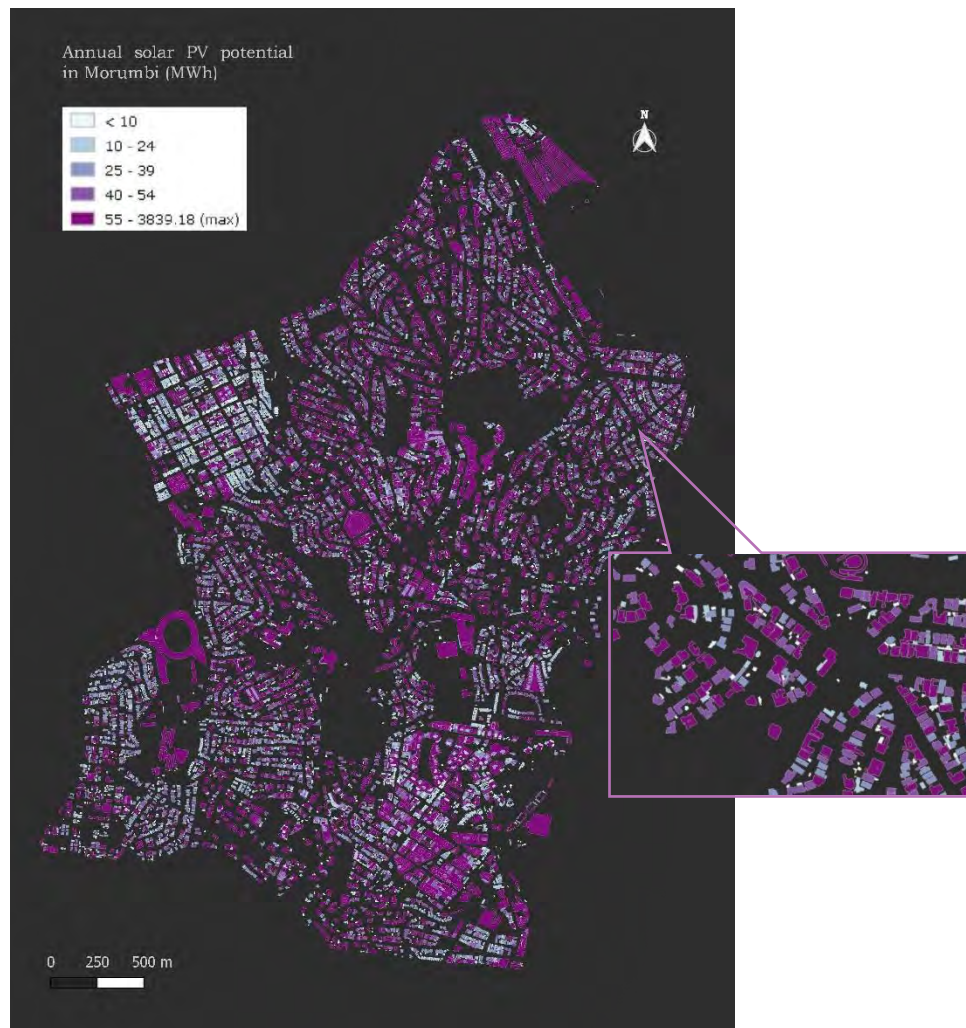 Annual solar PV potential
in Morumbi (MWh)
< 10
10 - 24
25 - 39
40 - 54
55 - 3839.18 (max)
N
0 250 500 m